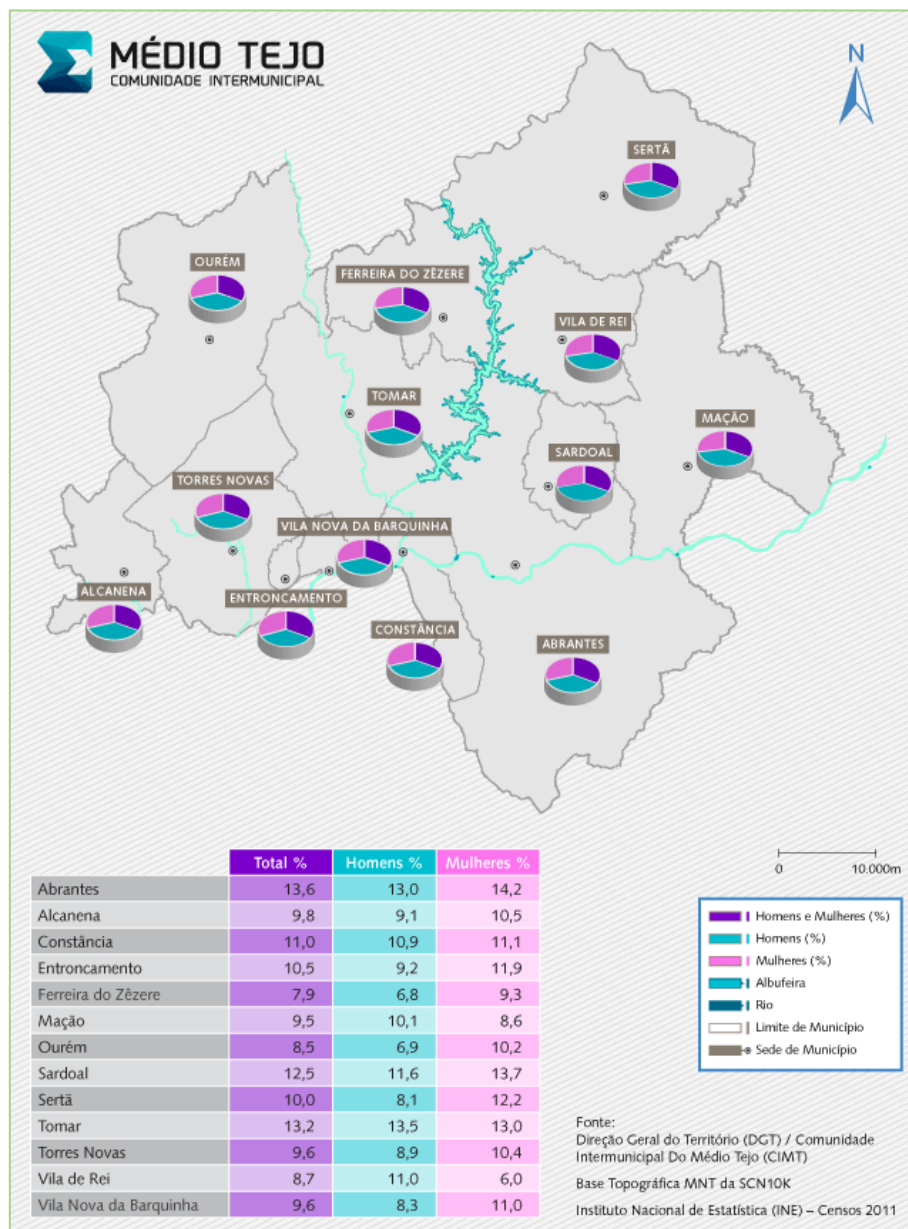 MÉDIO TEJO
COMUNIDADE INTERMUNICIPAL
N
SERTÃ
OURÉM
FERREIRA DO ZÊZERE
VILA DE REI
TOMAR
MAÇÃO
SARDOAL
TORRES NOVAS
VILA NOVA DA BARQUINHA
ALCANENA
ENTRONCAMENTO
CONSTÂNCIA
ABRANTES
0 10.000m
Total % Homens % Mulheres %
Abrantes 13,6 13,0 14,2
Alcanena 9,8 9,1 10,5
Constância 11,0 10,9 11,1
Entroncamento 10,5 9,2 11,9
Ferreira do Zêzere 7,9 6,8 9,3
Mação 9,5 10,1 8,6
Ourém 8,5 6,9 10,2
Sardoal 12,5 11,6 13,7
Sertã 10,0 8,1 12,2
Tomar 13,2 13,5 13,0
Torres Novas 9,6 8,9 10,4
Vila de Rei 8,7 11,0 6,0
Vila Nova da Barquinha 9,6 8,3 11,0
Homens e Mulheres (%)
Homens (%)
Mulheres (%)
Albufeira
Rio
Limite de Município
Sede de Município
Fonte:
Direção Geral do Território (DGT) / Comunidade
Intermunicipal Do Médio Tejo (CIMT)
Base Topográfica MNT da SCN10K
Instituto Nacional de Estatística (INE) – Censos 2011